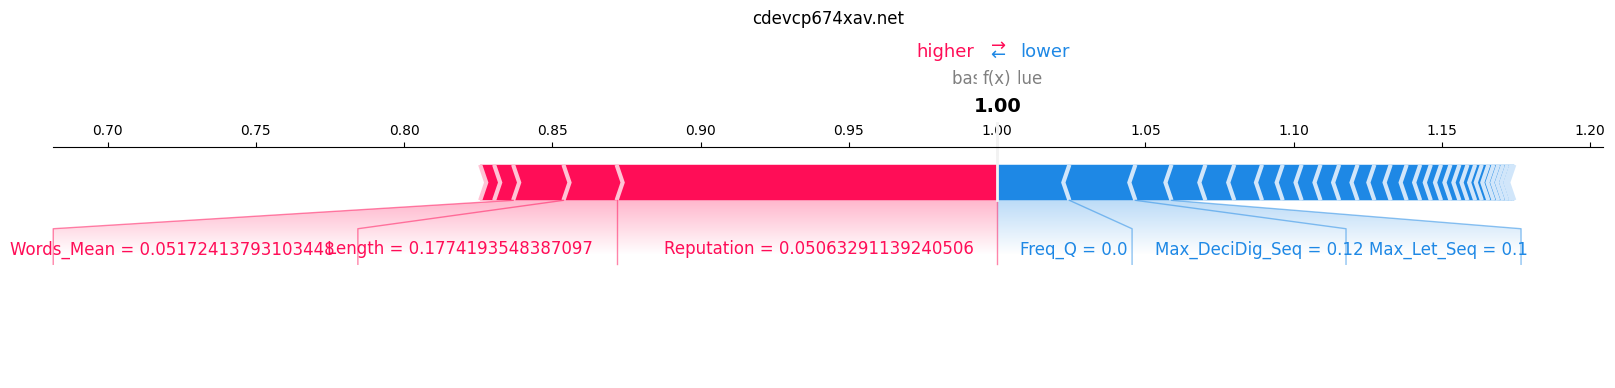 cdevcp674xav.net
higher ⇄ lower
bas f(x) lue
1.00
0.70 0.75 0.80 0.85 0.90 0.95 1.00 1.05 1.10 1.15 1.20
Words_Mean = 0.05172413793103448 Length = 0.1774193548387097 Reputation = 0.05063291139240506 Freq_Q = 0.0 Max_DeciDig_Seq = 0.12 Max_Let_Seq = 0.1